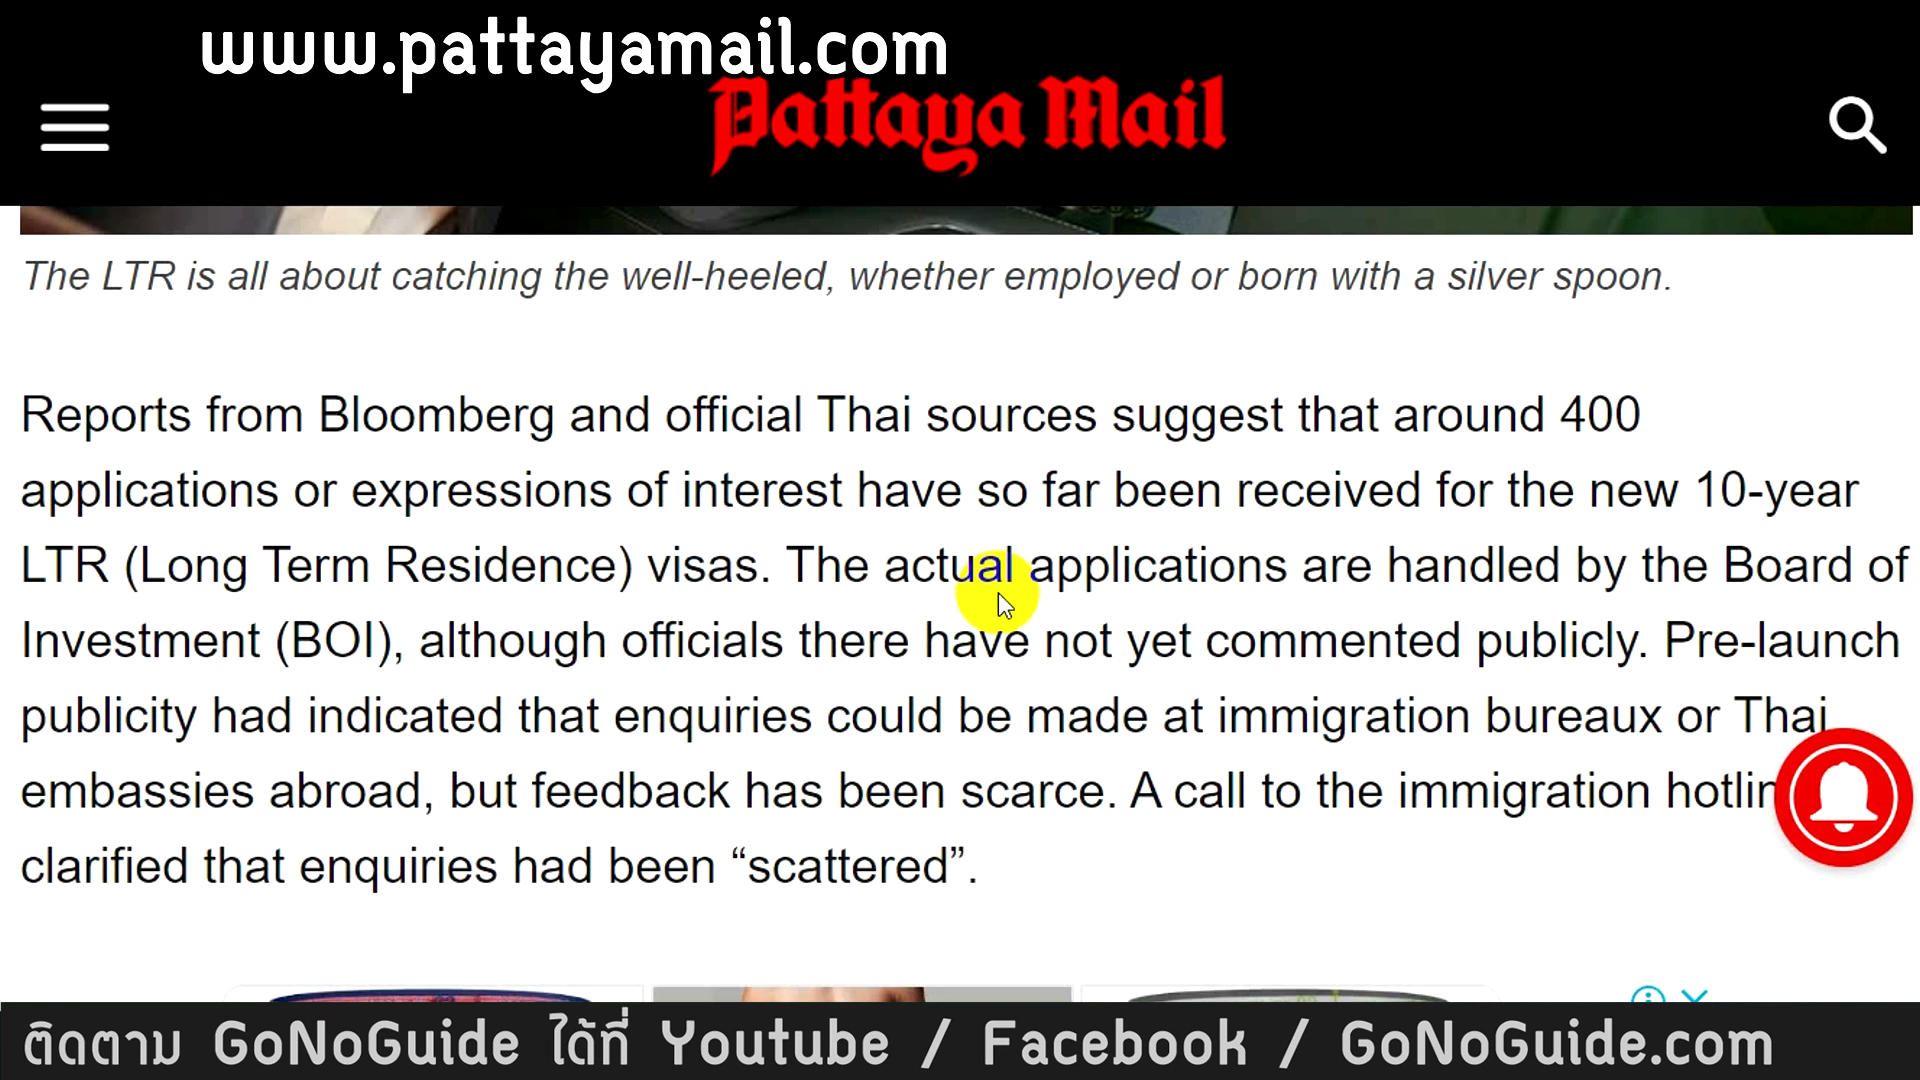 www.pattayamail.com
Pattaya Mail
The LTR is all about catching the well-heeled, whether employed or born with a silver spoon.
Reports from Bloomberg and official Thai sources suggest that around 400
applications or expressions of interest have so far been received for the new 10-year
LTR (Long Term Residence) visas. The actual applications are handled by the Board of
Investment (BOI), although officials there have not yet commented publicly. Pre-launch
publicity had indicated that enquiries could be made at immigration bureaux or Thai
embassies abroad, but feedback has been scarce. A call to the immigration hotlin
clarified that enquiries had been “scattered”.
ติดตาม GoNoGuide ได้ที่ Youtube / Facebook / GoNoGuide.com